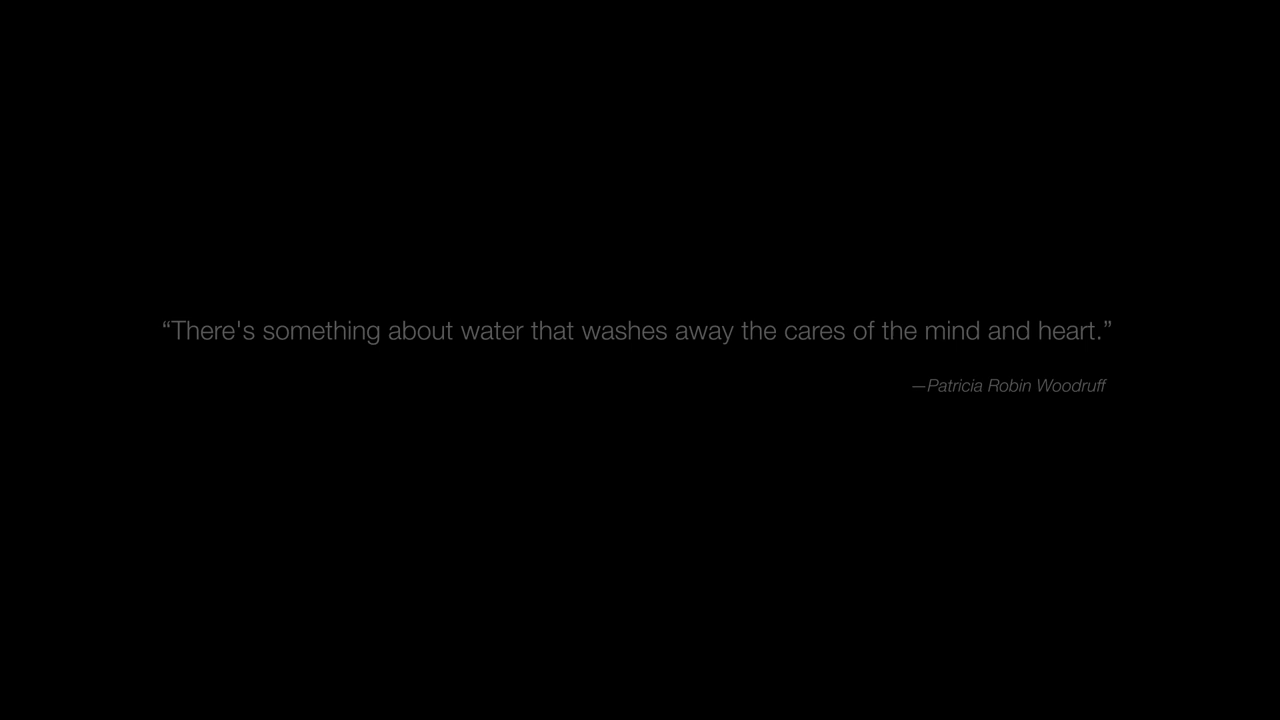 “There's something about water that washes away the cares of the mind and heart.”
—Patricia Robin Woodruff